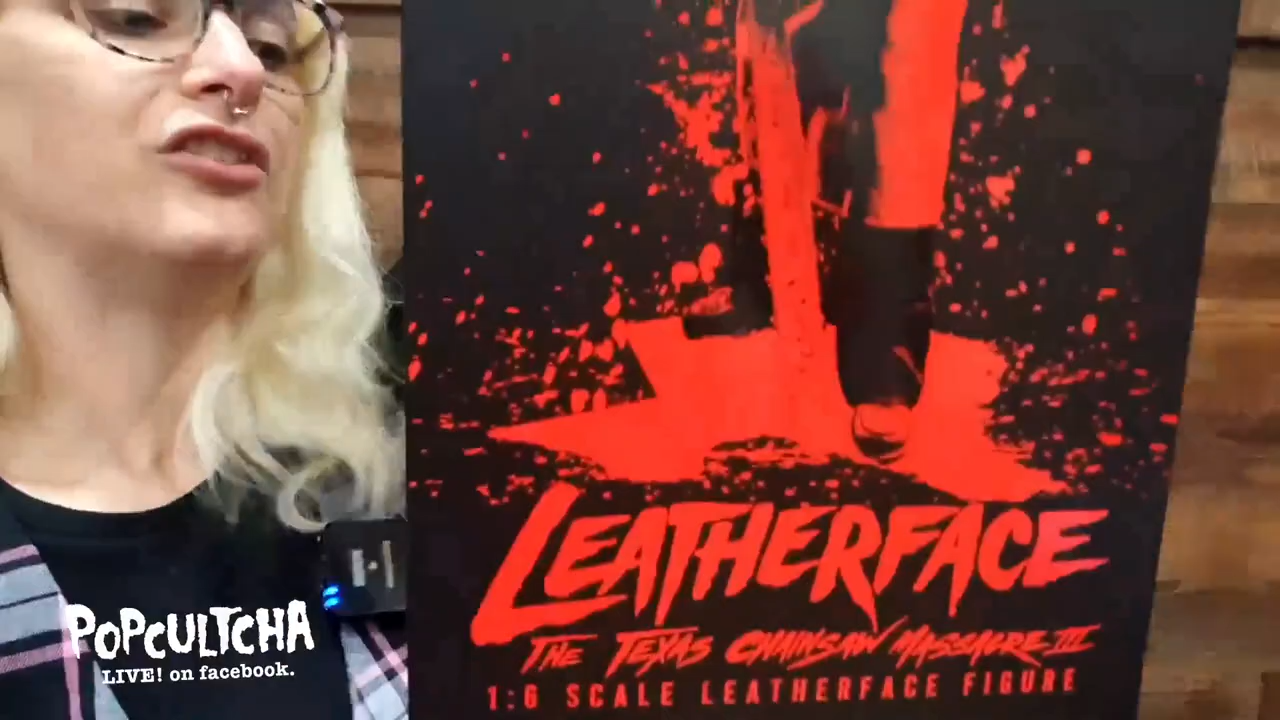 LEATHERFACE
THE TEXAS CHAINSAW MASSACRE III
1:6 SCALE LEATHERFACE FIGURE
POPCULTCHA
LIVE! on facebook.